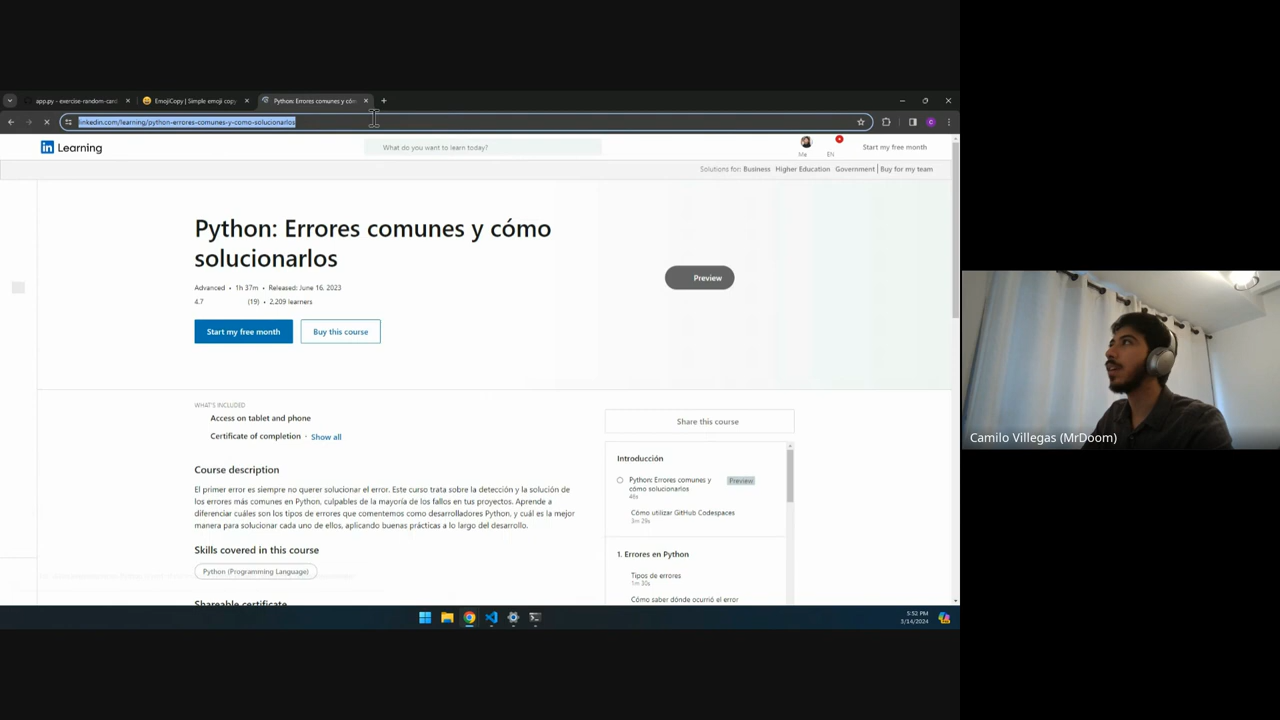 app.py - exercise-random-card
EmojiCopy | Simple emoji copy
Python: Errores comunes y cóm
linkedin.com/learning/python-errores-comunes-y-como-solucionarlos
in Learning
What do you want to learn today?
Me
EN
Start my free month
Solutions for: Business Higher Education Government | Buy for my team
Python: Errores comunes y cómo
solucionarlos
Advanced • 1h 37m • Released: June 16, 2023
4.7 (19) • 2,209 learners
Start my free month
Buy this course
Preview
WHAT'S INCLUDED
Access on tablet and phone
Certificate of completion · Show all
Course description
El primer error es siempre no querer solucionar el error. Este curso trata sobre la detección y la solución de
los errores más comunes en Python, culpables de la mayoría de los fallos en tus proyectos. Aprende a
diferenciar cuáles son los tipos de errores que comentemos como desarrolladores Python, y cuál es la mejor
manera para solucionar cada uno de ellos, aplicando buenas prácticas a lo largo del desarrollo.
Skills covered in this course
Python (Programming Language)
Shareable certificate
Share this course
Introducción
Python: Errores comunes y
cómo solucionarlos
Preview
46s
Cómo utilizar GitHub Codespaces
3m 29s
1. Errores en Python
Tipos de errores
1m 30s
Cómo saber dónde ocurrió el error
5:52 PM
3/14/2024
Camilo Villegas (MrDoom)